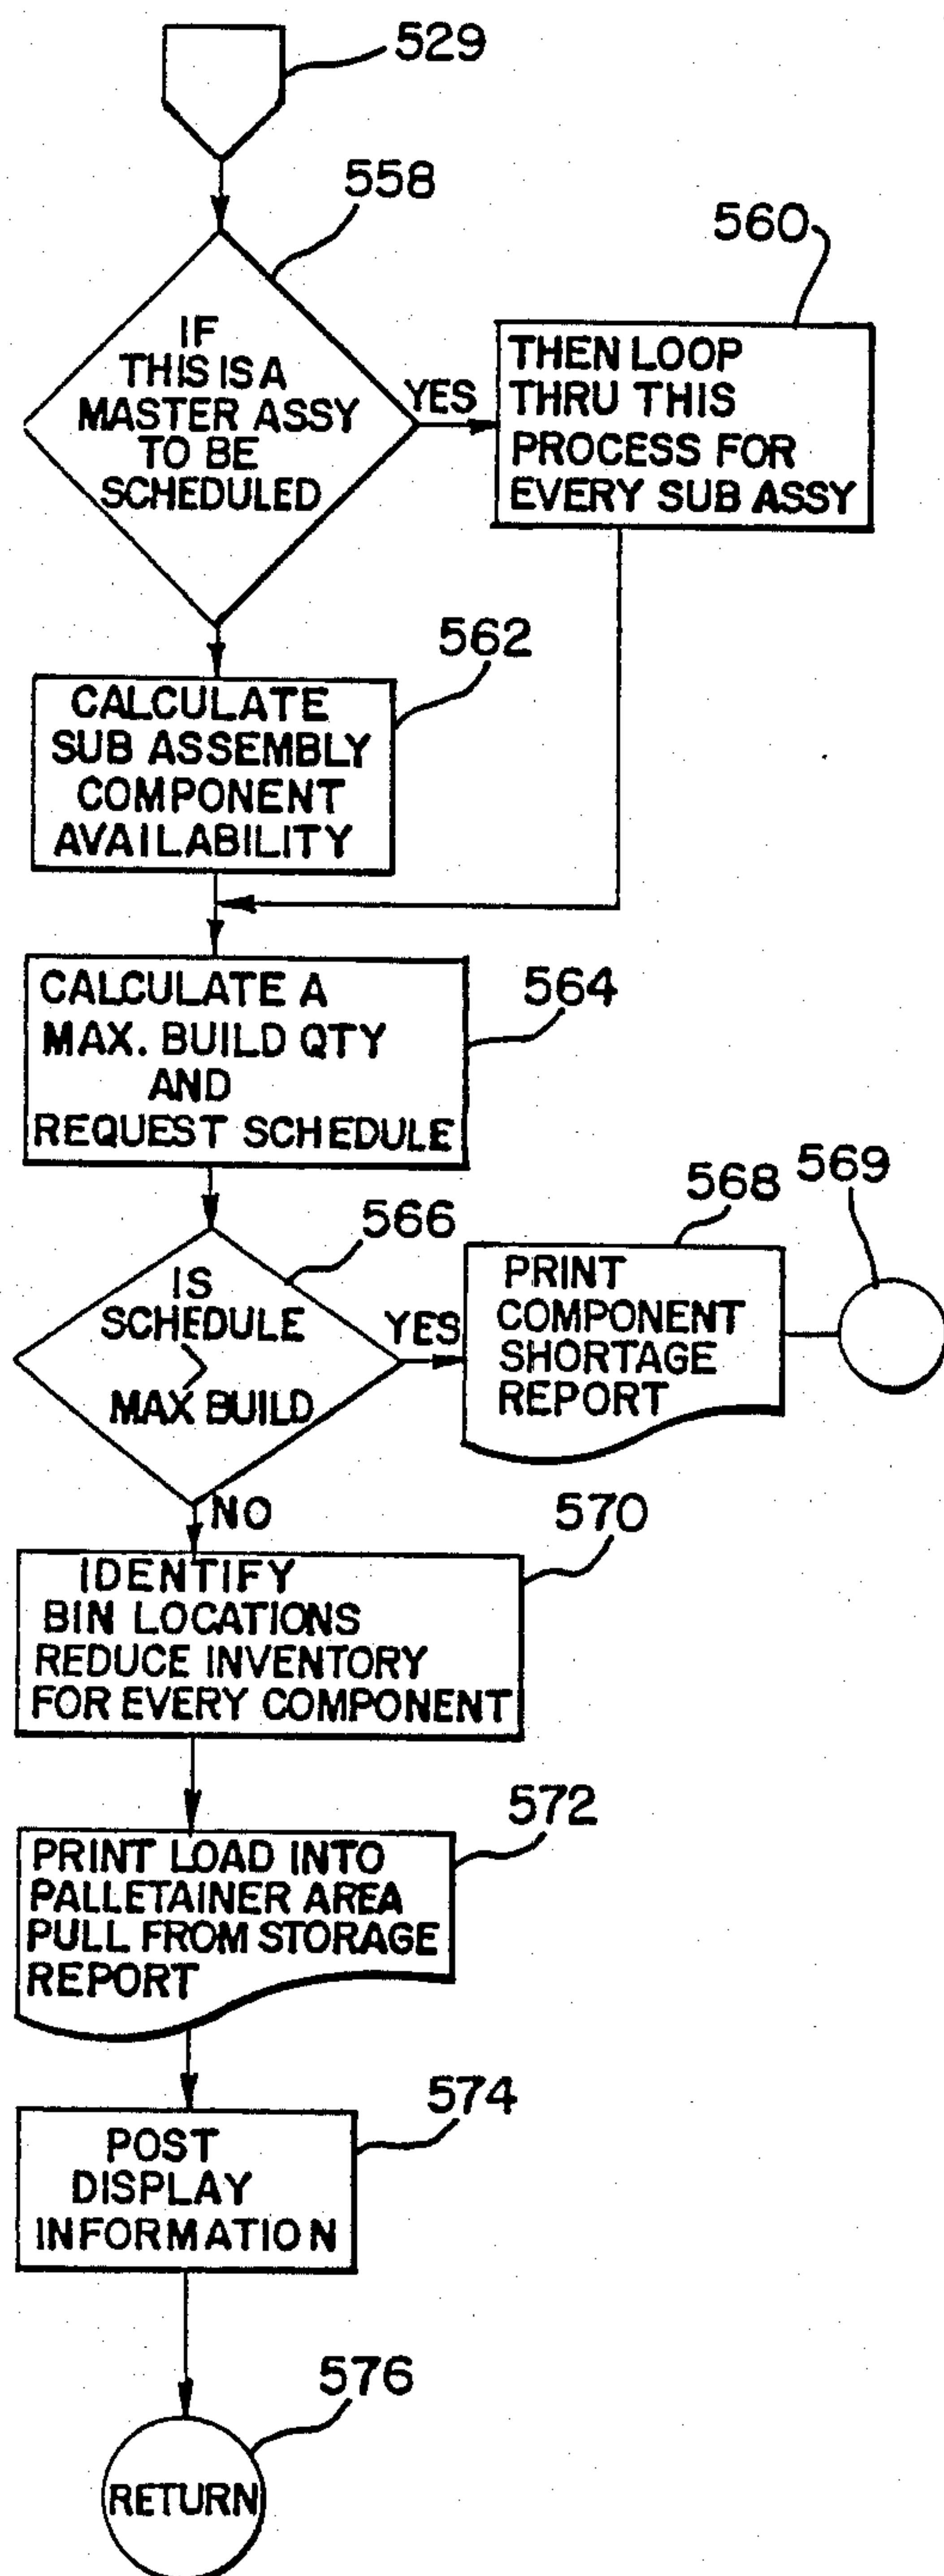 529
558
IF
THIS IS A
MASTER ASSY
TO BE
SCHEDULED
YES
560
THEN LOOP
THRU THIS
PROCESS FOR
EVERY SUB ASSY
562
CALCULATE
SUB ASSEMBLY
COMPONENT
AVAILABILITY
564
CALCULATE A
MAX. BUILD QTY
AND
REQUEST SCHEDULE
566
IS
SCHEDULE
>
MAX BUILD
YES
568
PRINT
COMPONENT
SHORTAGE
REPORT
569
NO
570
IDENTIFY
BIN LOCATIONS
REDUCE INVENTORY
FOR EVERY COMPONENT
572
PRINT LOAD INTO
PALLETAINER AREA
PULL FROM STORAGE
REPORT
574
POST
DISPLAY
INFORMATION
576
RETURN